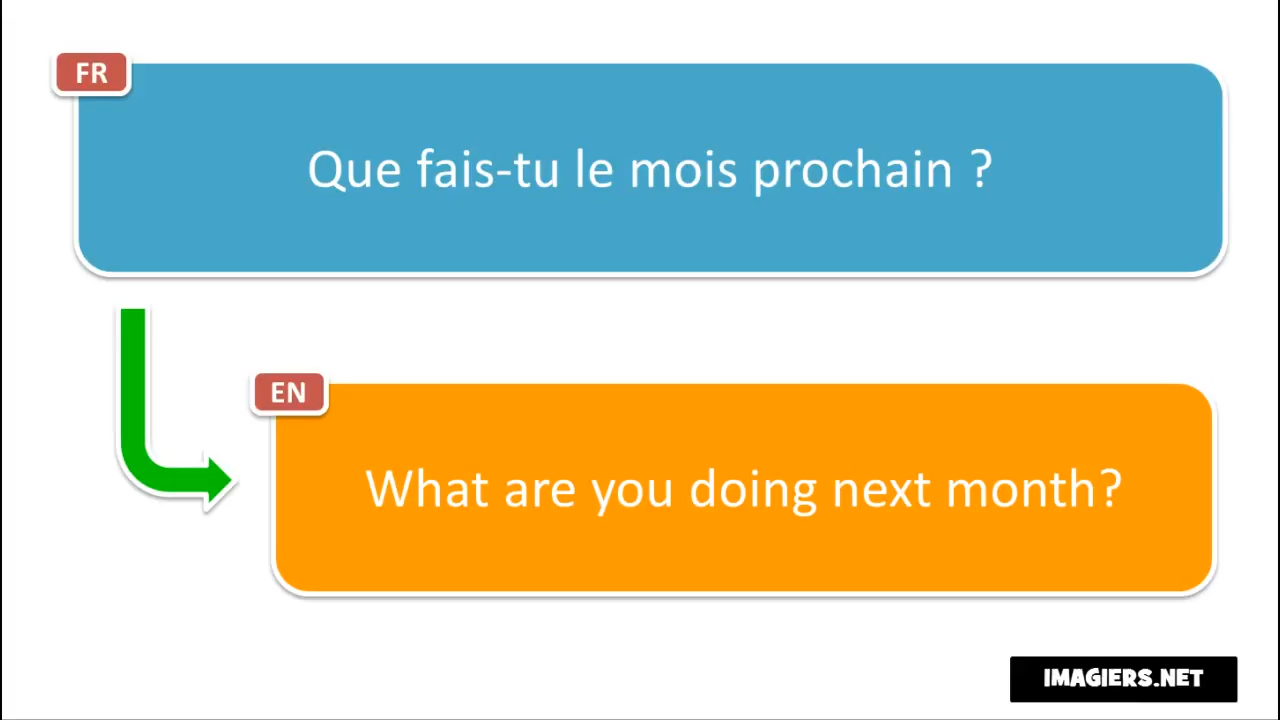 FR
Que fais-tu le mois prochain ?
EN
What are you doing next month?
IMAGIERS.NET